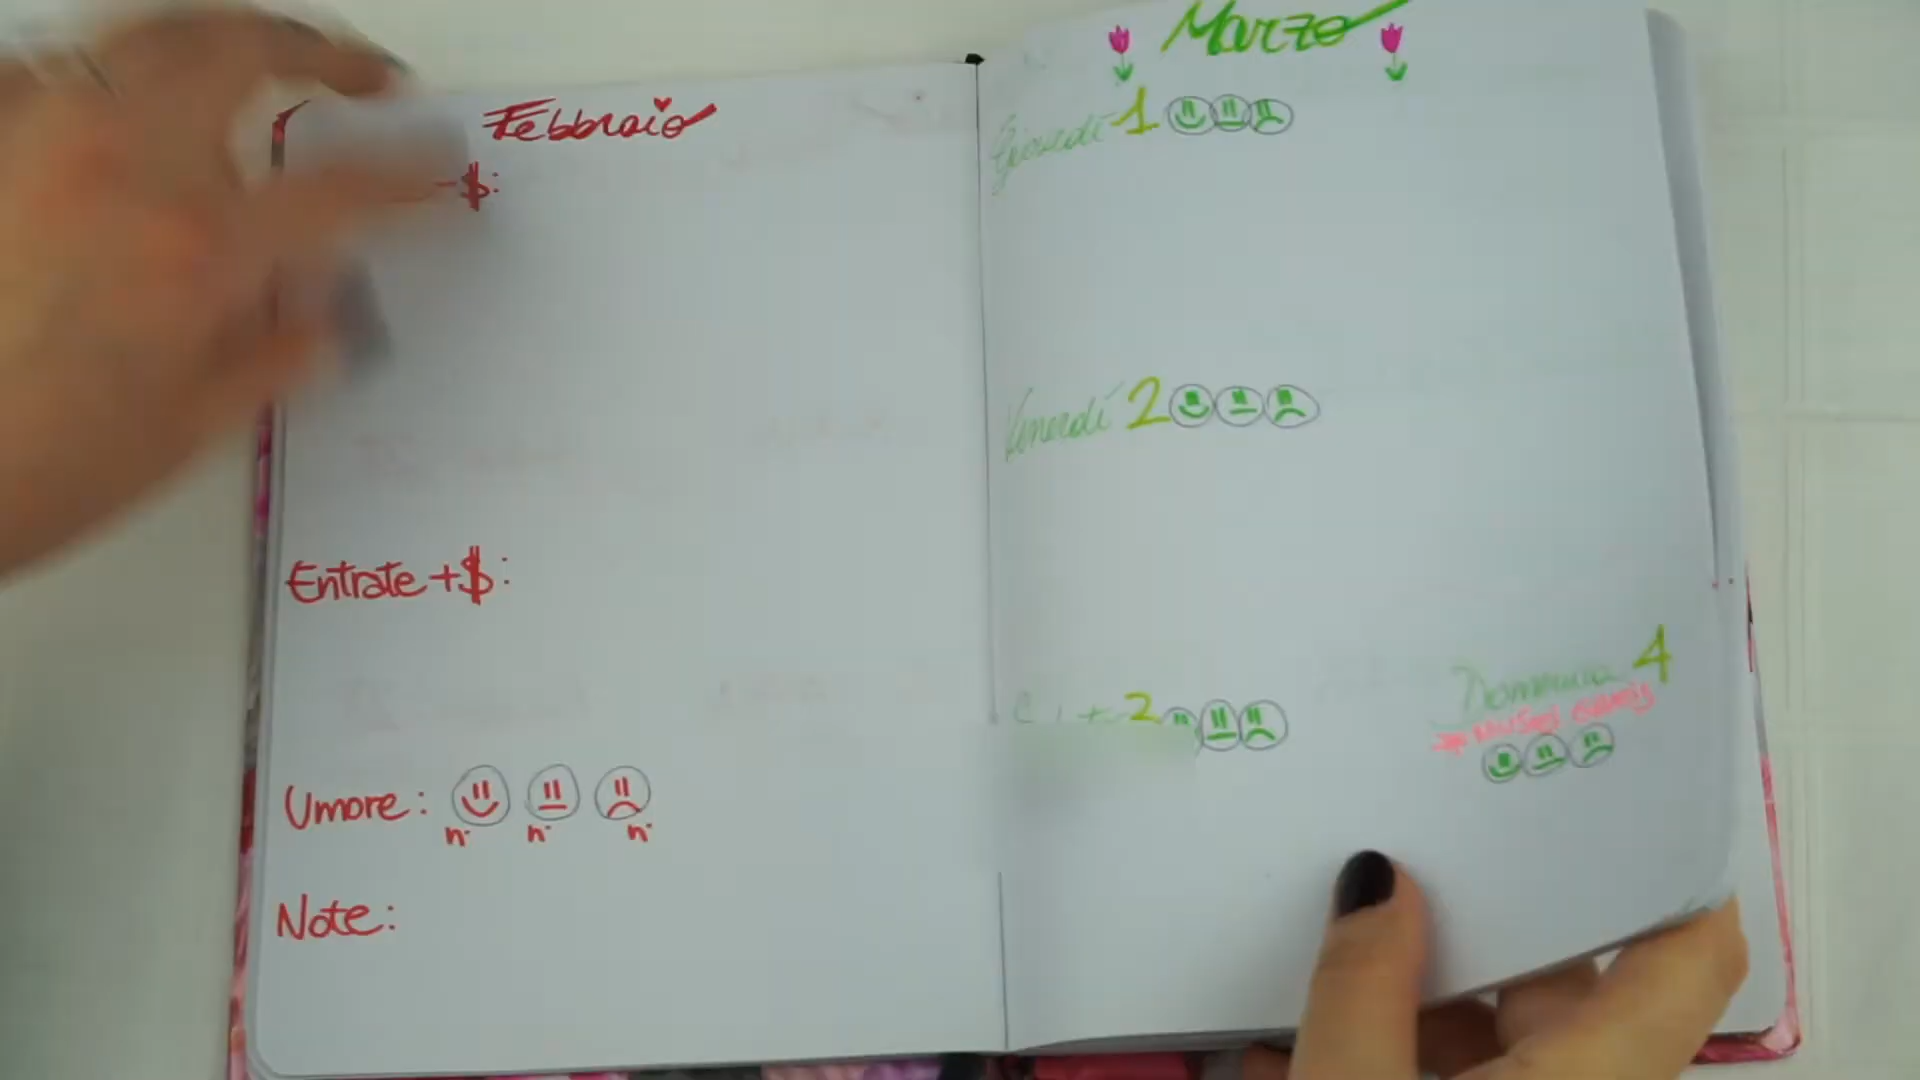 Febbraio
-$:
Entrate +$:
Umore:
n. n. n.
Note:
Marzo
Giovedì 1
Venerdì 2
Domenica 4